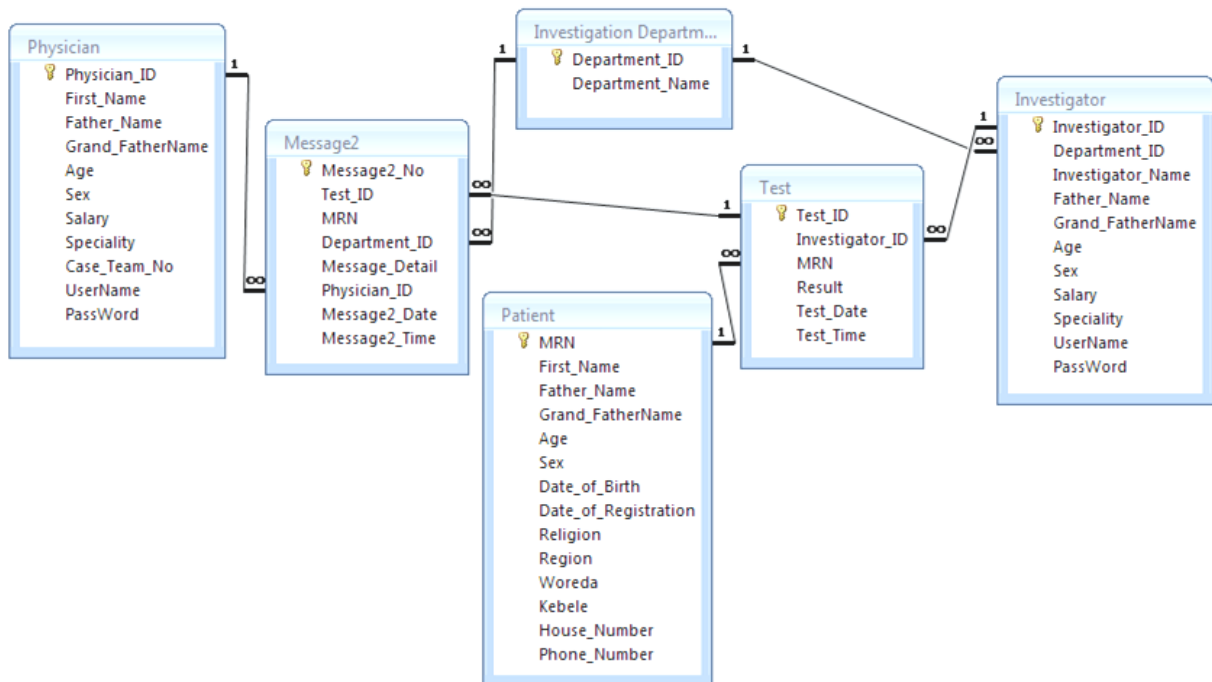 Physician
Physician_ID
First_Name
Father_Name
Grand_FatherName
Age
Sex
Salary
Speciality
Case_Team_No
UserName
PassWord
1
∞
Message2
Message2_No
Test_ID
MRN
Department_ID
Message_Detail
Physician_ID
Message2_Date
Message2_Time
∞
∞
1
Investigation Departm...
Department_ID
Department_Name
1
1
∞
1
Test
Test_ID
Investigator_ID
MRN
Result
Test_Date
Test_Time
∞
1
∞
Patient
MRN
First_Name
Father_Name
Grand_FatherName
Age
Sex
Date_of_Birth
Date_of_Registration
Religion
Region
Woreda
Kebele
House_Number
Phone_Number
Investigator
Investigator_ID
Department_ID
Investigator_Name
Father_Name
Grand_FatherName
Age
Sex
Salary
Speciality
UserName
PassWord